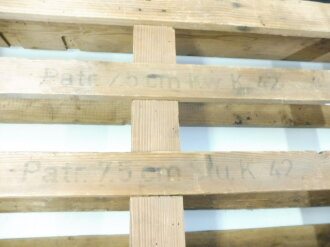 Patr. 7,5 cm Kw. K 42
Patr. 7,5 cm u. K 42